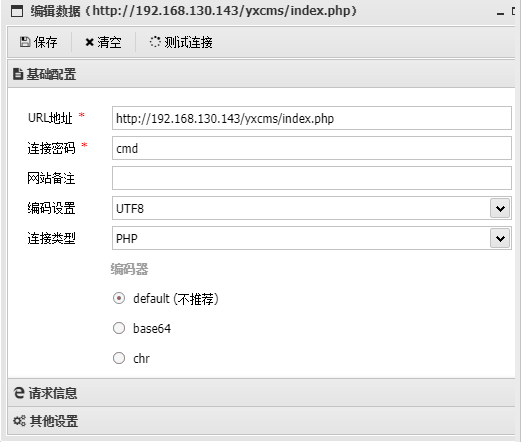 编辑数据 (http://192.168.130.143/yxcms/index.php)
保存 清空 测试连接
基础配置
URL地址 * http://192.168.130.143/yxcms/index.php
连接密码 * cmd
网站备注
编码设置 UTF8
连接类型 PHP
编码器
default (不推荐)
base64
chr
请求信息
其他设置